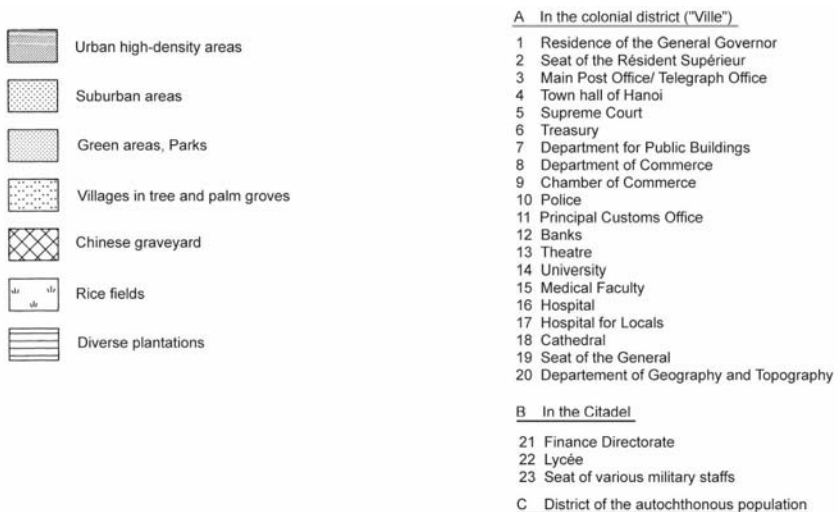 Urban high-density areas
Suburban areas
Green areas, Parks
Villages in tree and palm groves
Chinese graveyard
Rice fields
Diverse plantations
A In the colonial district ("Ville")
1 Residence of the General Governor
2 Seat of the Résident Supérieur
3 Main Post Office/ Telegraph Office
4 Town hall of Hanoi
5 Supreme Court
6 Treasury
7 Department for Public Buildings
8 Department of Commerce
9 Chamber of Commerce
10 Police
11 Principal Customs Office
12 Banks
13 Theatre
14 University
15 Medical Faculty
16 Hospital
17 Hospital for Locals
18 Cathedral
19 Seat of the General
20 Departement of Geography and Topography
B In the Citadel
21 Finance Directorate
22 Lycée
23 Seat of various military staffs
C District of the autochthonous population